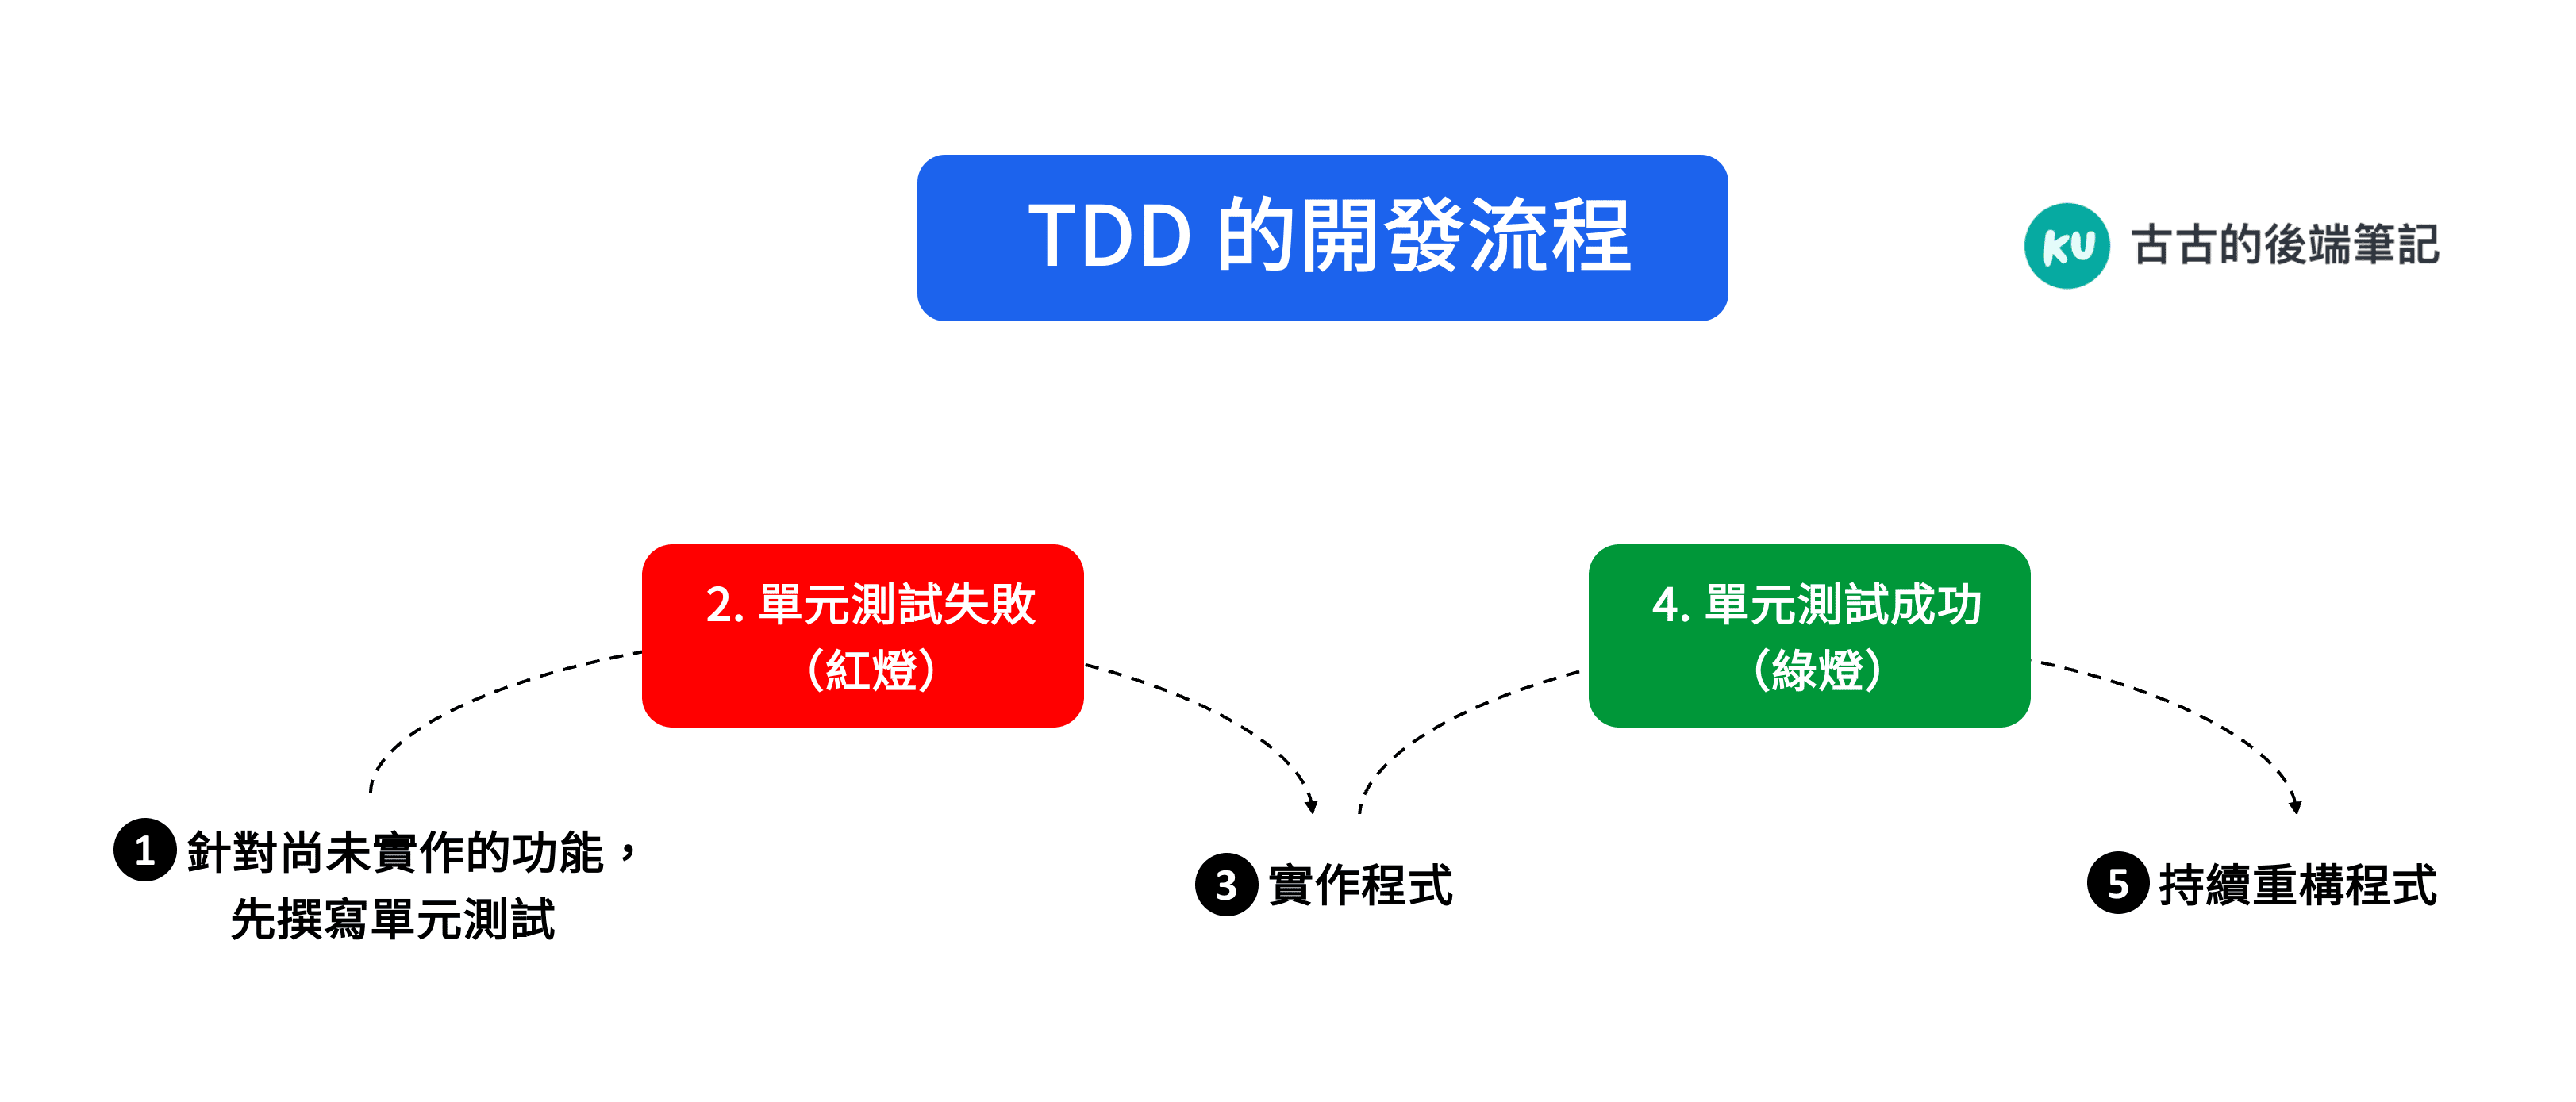 TDD 的開發流程
KU 古古的後端筆記
2. 單元測試失敗
（紅燈）
4. 單元測試成功
（綠燈）
1 針對尚未實作的功能，
先撰寫單元測試
3 實作程式
5 持續重構程式